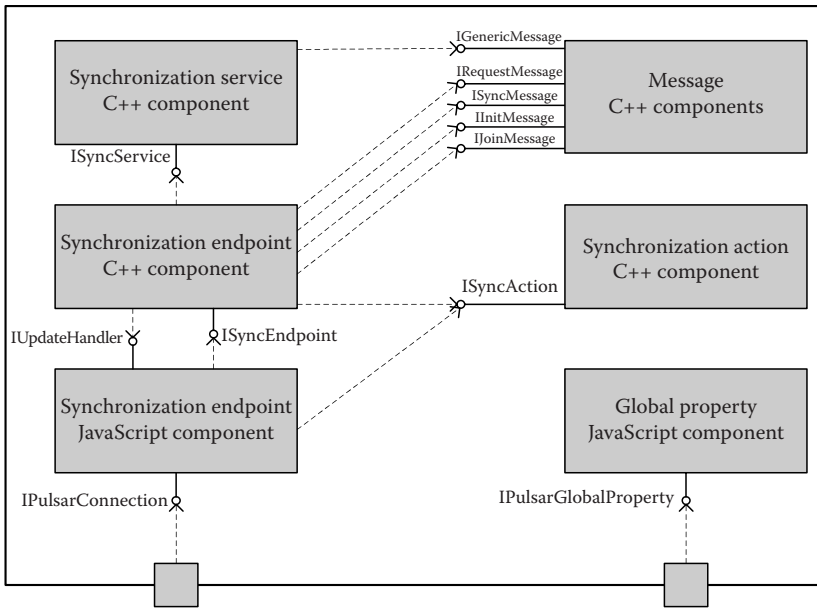 IGenericMessage
Synchronization service
C++ component
IRequestMessage
ISyncMessage
IInitMessage
IJoinMessage
Message
C++ components
ISyncService
Synchronization endpoint
C++ component
Synchronization action
C++ component
ISyncAction
IUpdateHandler
ISyncEndpoint
Synchronization endpoint
JavaScript component
Global property
JavaScript component
IPulsarConnection
IPulsarGlobalProperty